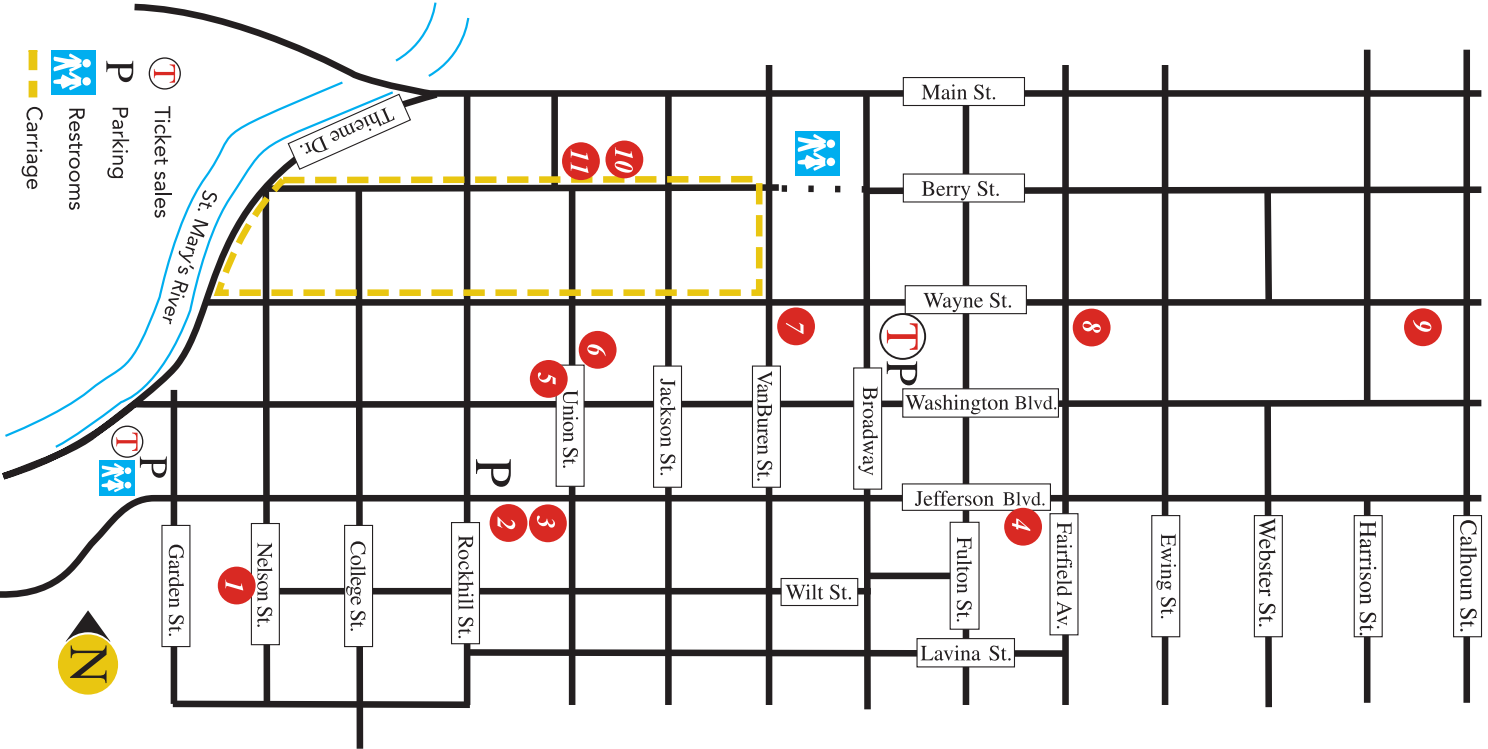 T Ticket sales
P Parking
Restrooms
Carriage
Thieme Dr.
St. Mary's River
Main St.
Berry St.
Wayne St.
Washington Blvd.
Jefferson Blvd.
Wilt St.
Lavina St.
Garden St.
Nelson St.
College St.
Rockhill St.
Union St.
Jackson St.
VanBuren St.
Broadway
Fulton St.
Fairfield Av.
Ewing St.
Webster St.
Harrison St.
Calhoun St.
11
10
7
8
9
6
5
T
P
T
P
P
2
3
4
1
N